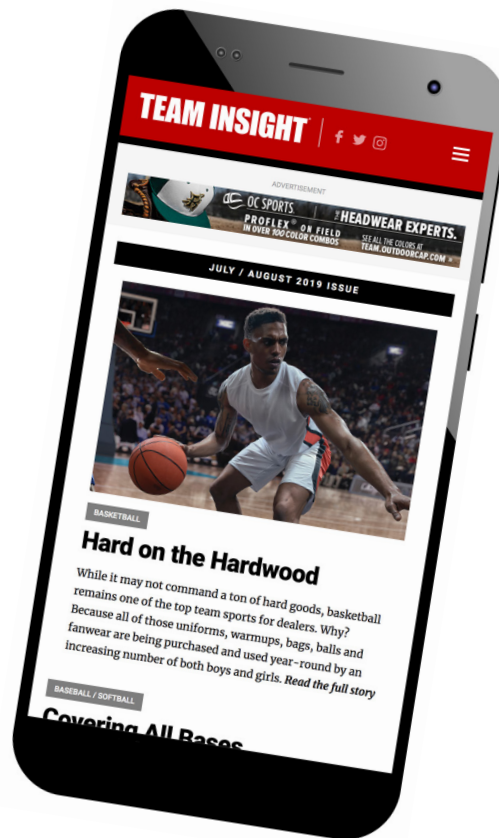 TEAM INSIGHT
ADVERTISEMENT
OC SPORTS
PROFLEX® ON FIELD
IN OVER 100 COLOR COMBOS
THE HEADWEAR EXPERTS.
SEE ALL THE COLORS AT
TEAM.OUTDOORCAP.COM »
JULY / AUGUST 2019 ISSUE
BASKETBALL
Hard on the Hardwood
While it may not command a ton of hard goods, basketball
remains one of the top team sports for dealers. Why?
Because all of those uniforms, warmups, bags, balls and
fanwear are being purchased and used year-round by an
increasing number of both boys and girls. Read the full story
BASEBALL / SOFTBALL
Covering All Bases